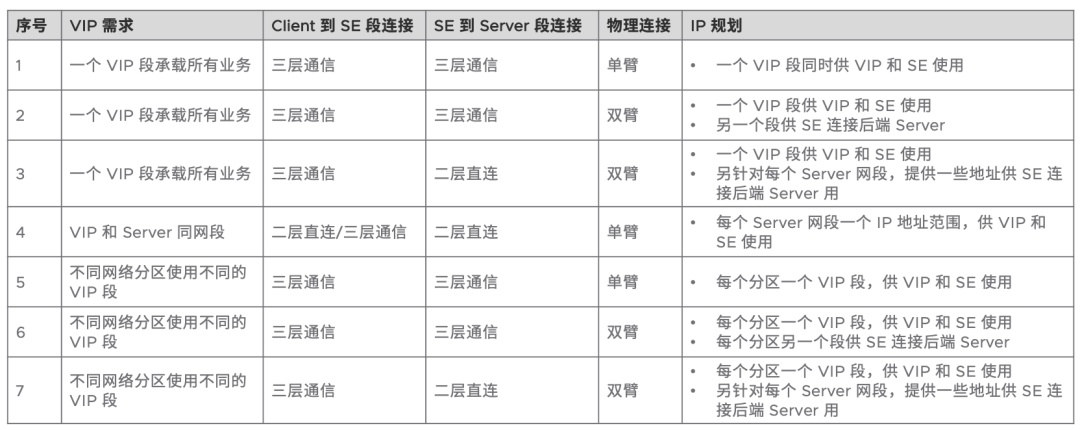 序号 VIP 需求 Client 到 SE 段连接 SE 到 Server 段连接 物理连接 IP 规划
1 一个 VIP 段承载所有业务 三层通信 三层通信 单臂 • 一个 VIP 段同时供 VIP 和 SE 使用
2 一个 VIP 段承载所有业务 三层通信 三层通信 双臂 • 一个 VIP 段供 VIP 和 SE 使用
• 另一个段供 SE 连接后端 Server
3 一个 VIP 段承载所有业务 三层通信 二层直连 双臂 • 一个 VIP 段供 VIP 和 SE 使用
• 另针对每个 Server 网段，提供一些地址供 SE 连
接后端 Server 用
4 VIP 和 Server 同网段 二层直连/三层通信 二层直连 单臂 • 每个 Server 网段一个 IP 地址范围，供 VIP 和
SE 使用
5 不同网络分区使用不同的
VIP 段 三层通信 三层通信 单臂 • 每个分区一个 VIP 段，供 VIP 和 SE 使用
6 不同网络分区使用不同的
VIP 段 三层通信 三层通信 双臂 • 每个分区一个 VIP 段，供 VIP 和 SE 使用
• 每个分区另一个段供 SE 连接后端 Server
7 不同网络分区使用不同的
VIP 段 三层通信 二层直连 双臂 • 每个分区一个 VIP 段，供 VIP 和 SE 使用
• 另针对每个 Server 网段，提供一些地址供 SE 连
接后端 Server 用